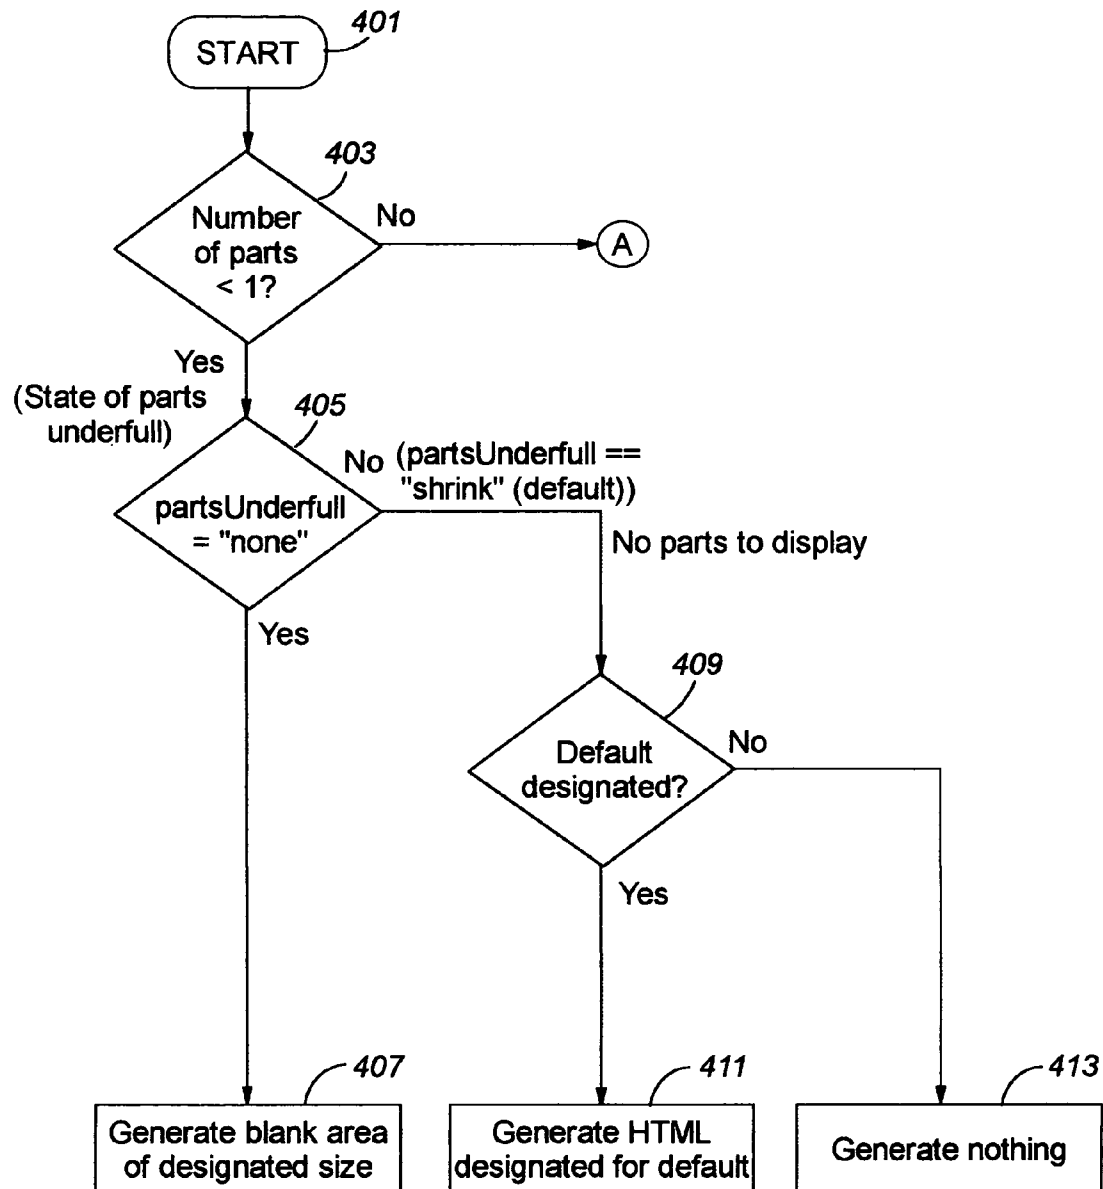 START
401
403
Number
of parts
< 1?
No
A
Yes
(State of parts
underfull)
405
partsUnderfull
= "none"
No (partsUnderfull ==
"shrink" (default))
No parts to display
Yes
409
Default
designated?
No
Yes
407
Generate blank area
of designated size
411
Generate HTML
designated for default
413
Generate nothing